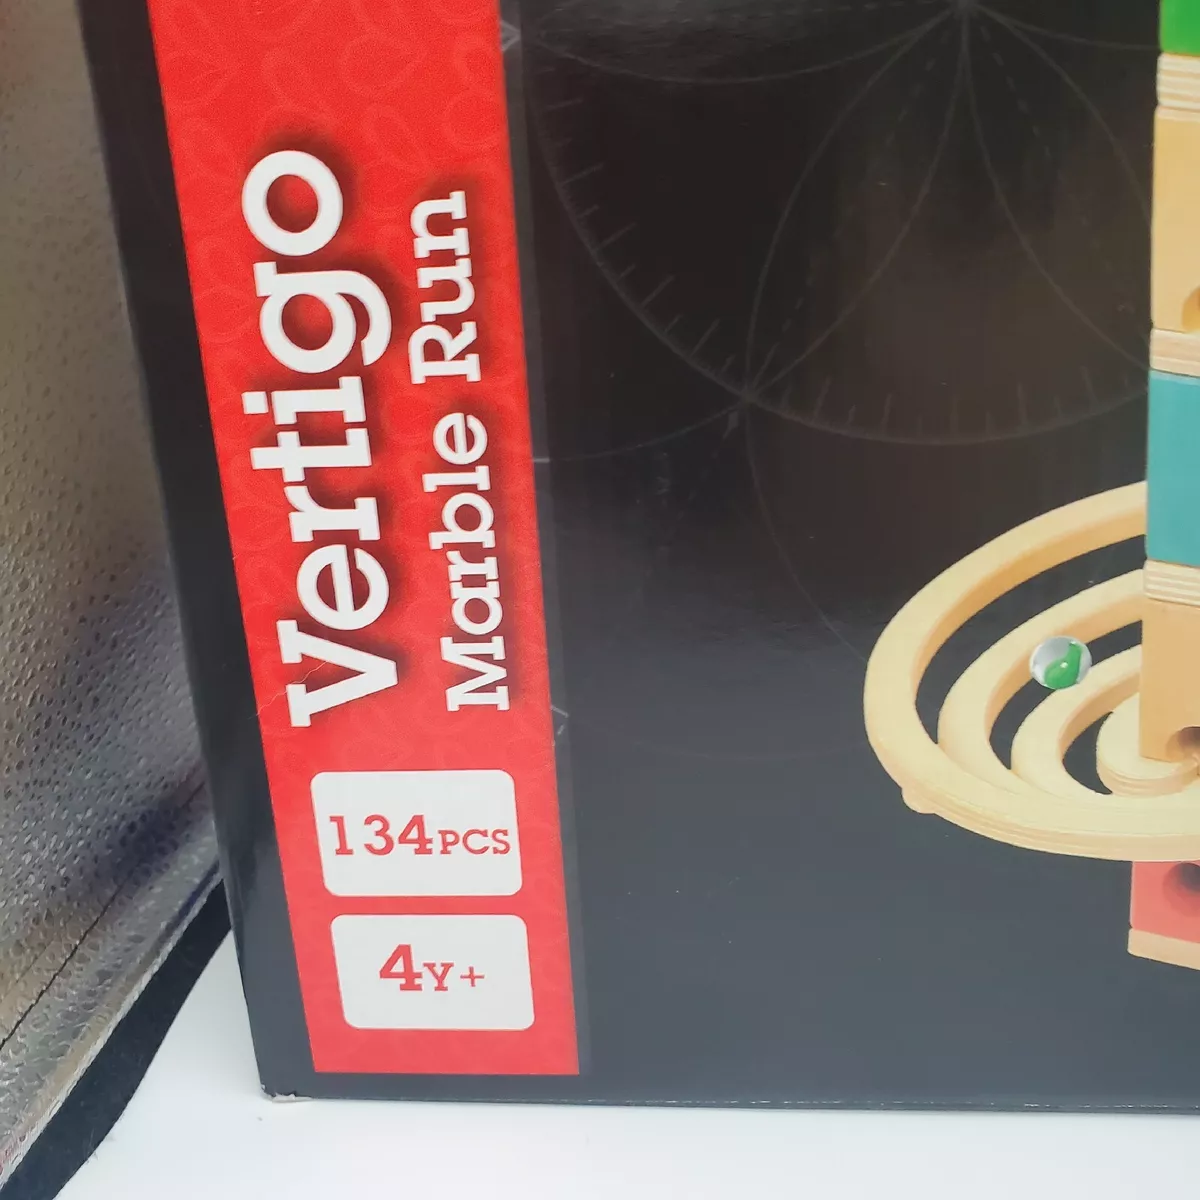 Vertigo
Marble Run
134PCS
4Y+